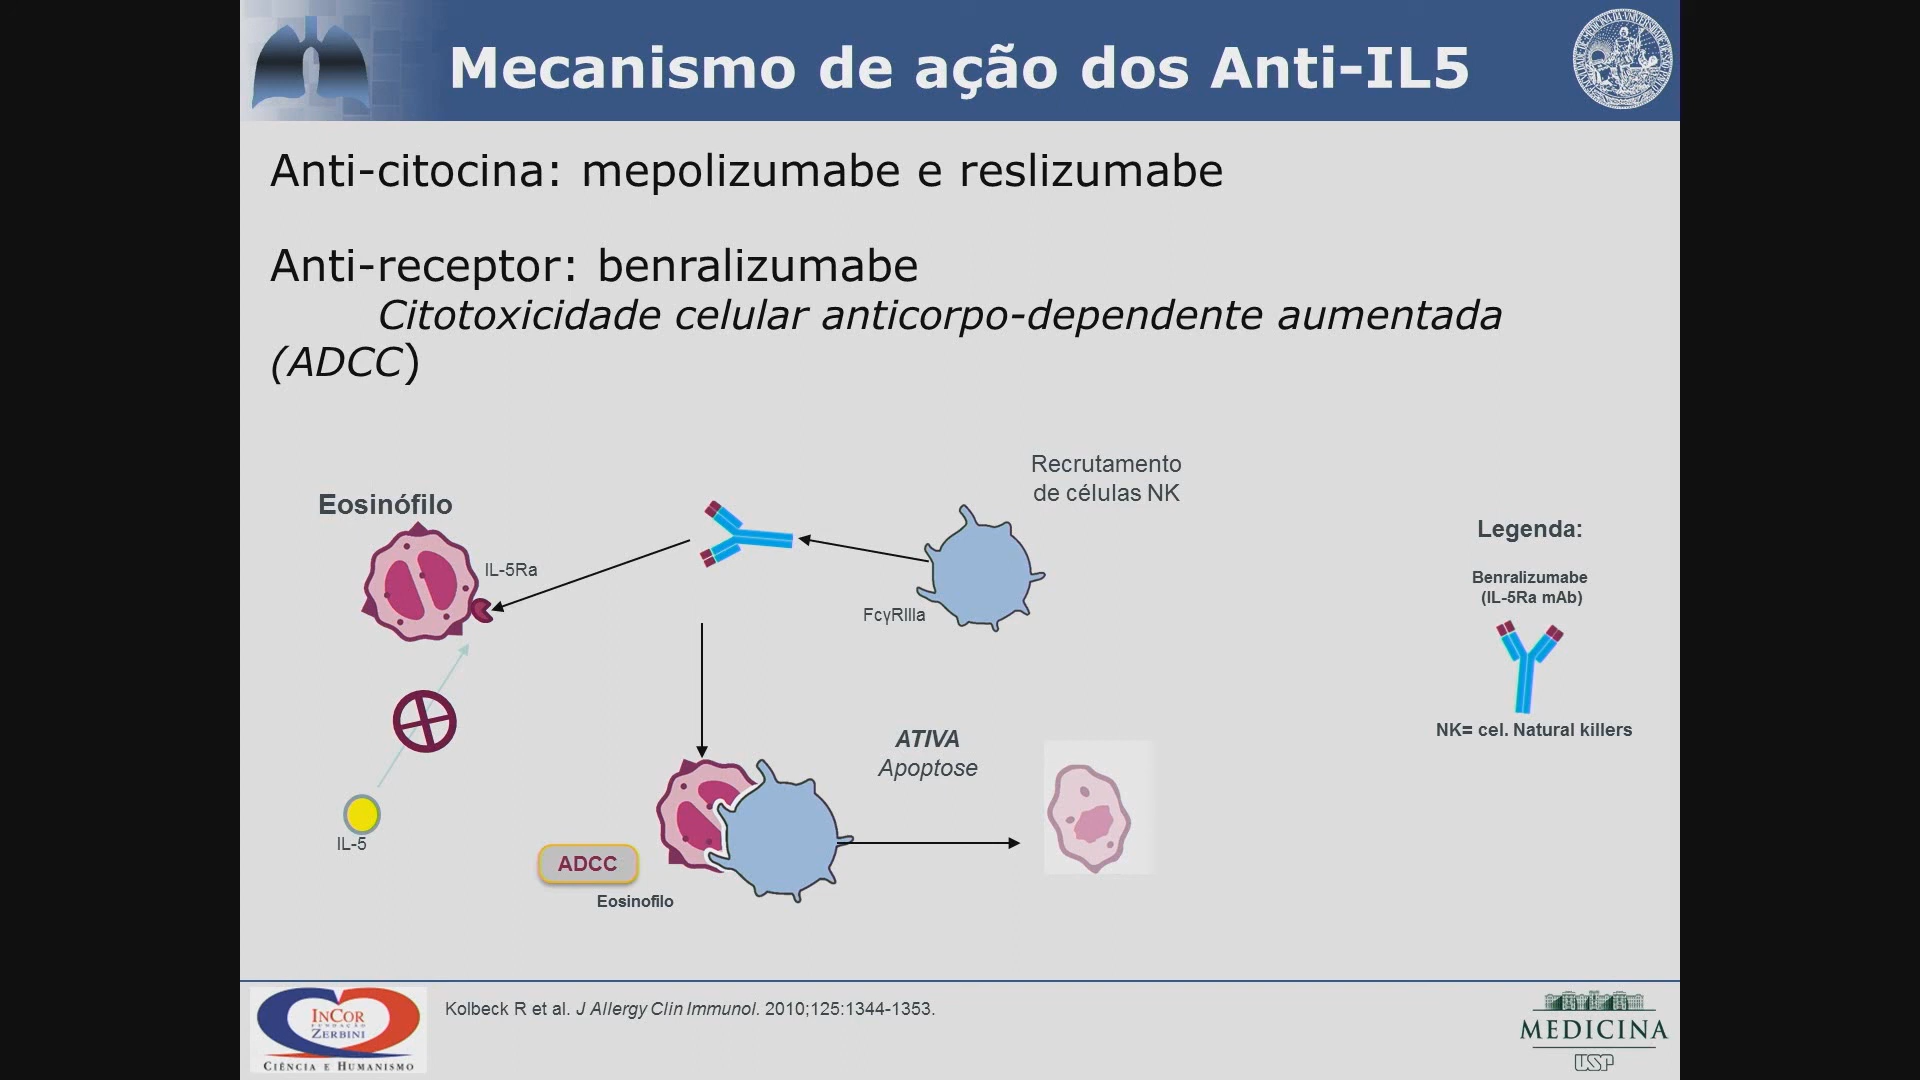 Mecanismo de ação dos Anti-IL5
Anti-citocina: mepolizumabe e reslizumabe
Anti-receptor: benralizumabe
Citotoxicidade celular anticorpo-dependente aumentada
(ADCC)
Recrutamento
de células NK
Eosinófilo
IL-5Ra
FcγRIIIa
Legenda:
Benralizumabe
(IL-5Ra mAb)
NK= cel. Natural killers
IL-5
ATIVA
Apoptose
ADCC
Eosinofilo
INCOR
FUNDAÇÃO
ZERBINI
CIÊNCIA E HUMANISMO
Kolbeck R et al. J Allergy Clin Immunol. 2010;125:1344-1353.
MEDICINA
USP